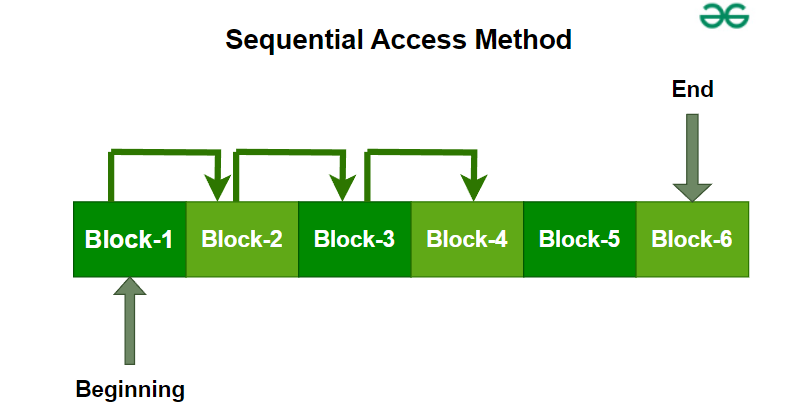 Sequential Access Method
End
Block-1 Block-2 Block-3 Block-4 Block-5 Block-6
Beginning